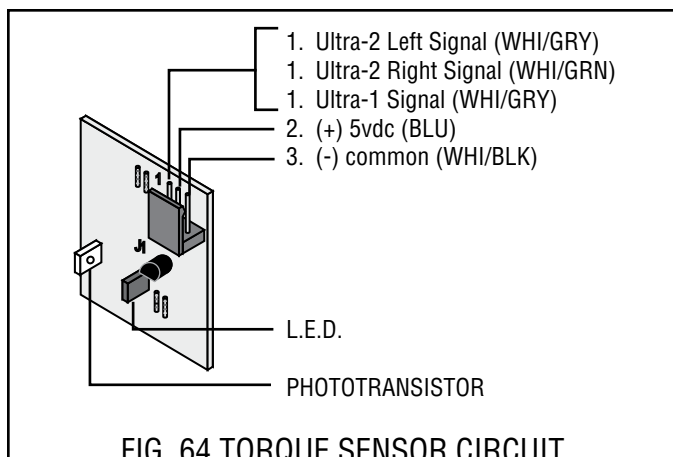 1. Ultra-2 Left Signal (WHI/GRY)
1. Ultra-2 Right Signal (WHI/GRN)
1. Ultra-1 Signal (WHI/GRY)
2. (+) 5vdc (BLU)
3. (-) common (WHI/BLK)
1
J1
L.E.D.
PHOTOTRANSISTOR
FIG. 64 TORQUE SENSOR CIRCUIT